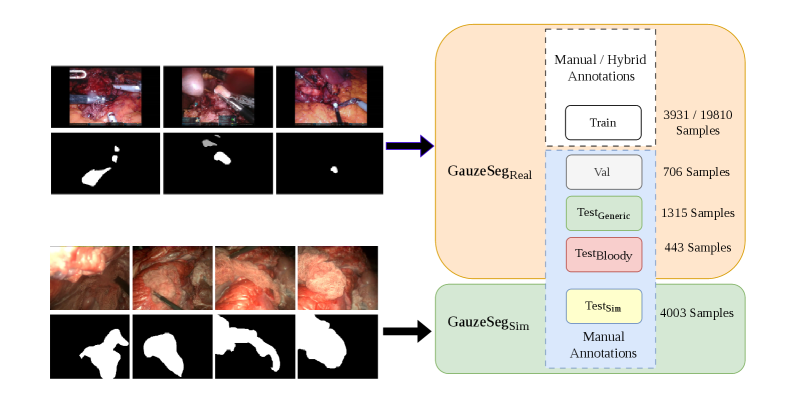 Manual / Hybrid
Annotations
Train
3931 / 19810
Samples
GauzeSegReal
Val
706 Samples
TestGeneric
1315 Samples
TestBloody
443 Samples
GauzeSegSim
TestSim
4003 Samples
Manual
Annotations